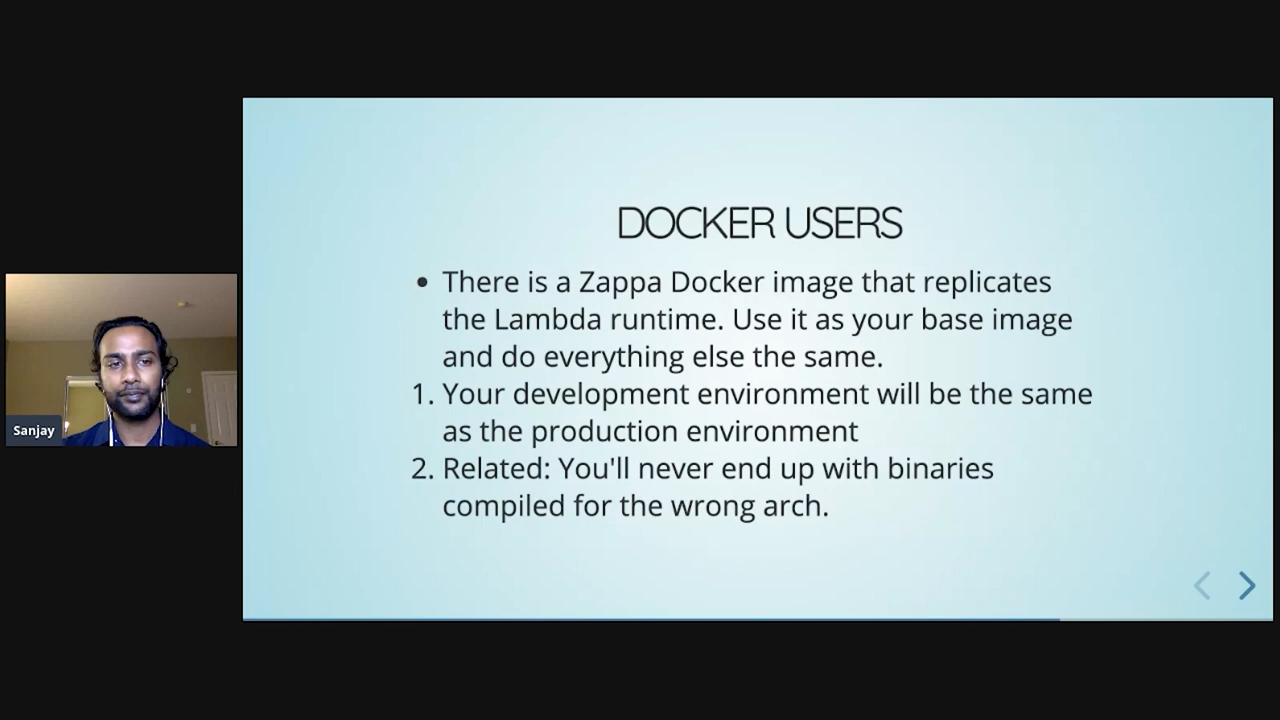 DOCKER USERS
• There is a Zappa Docker image that replicates
the Lambda runtime. Use it as your base image
and do everything else the same.
1. Your development environment will be the same
as the production environment
2. Related: You'll never end up with binaries
compiled for the wrong arch.
Sanjay